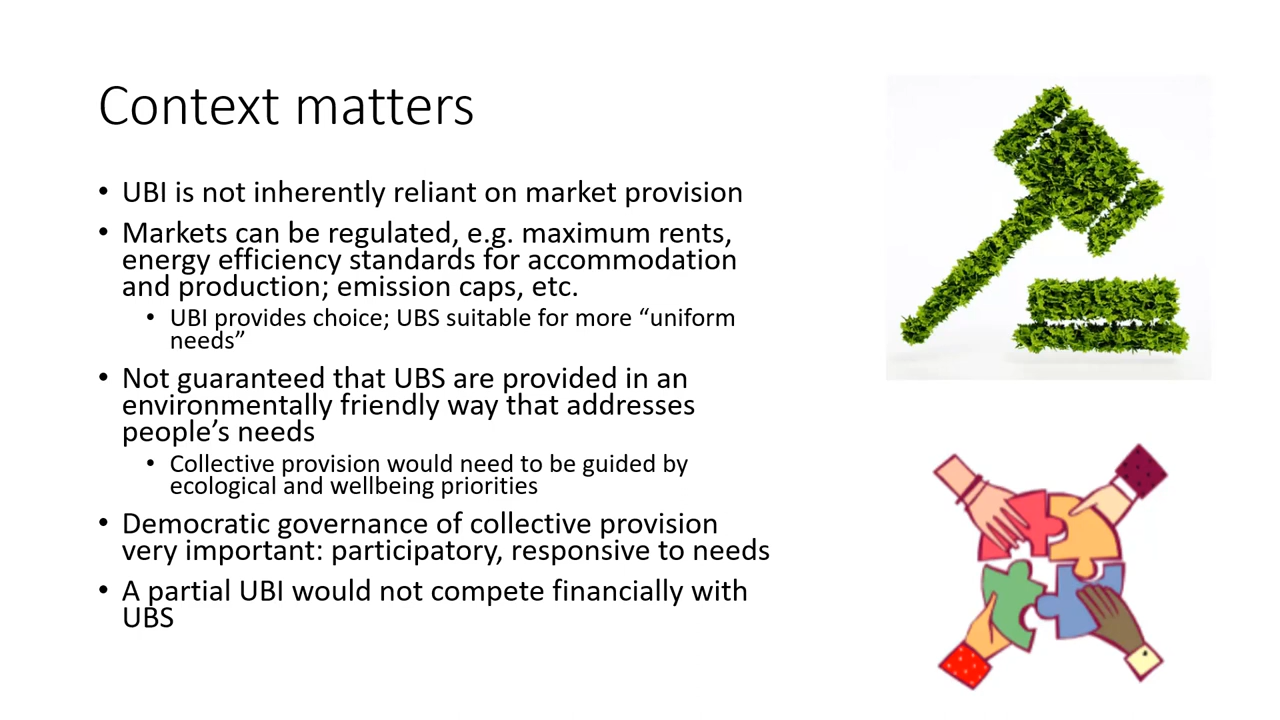 Context matters
• UBI is not inherently reliant on market provision
• Markets can be regulated, e.g. maximum rents,
energy efficiency standards for accommodation
and production; emission caps, etc.
• UBI provides choice; UBS suitable for more “uniform
needs”
• Not guaranteed that UBS are provided in an
environmentally friendly way that addresses
people’s needs
• Collective provision would need to be guided by
ecological and wellbeing priorities
• Democratic governance of collective provision
very important: participatory, responsive to needs
• A partial UBI would not compete financially with
UBS